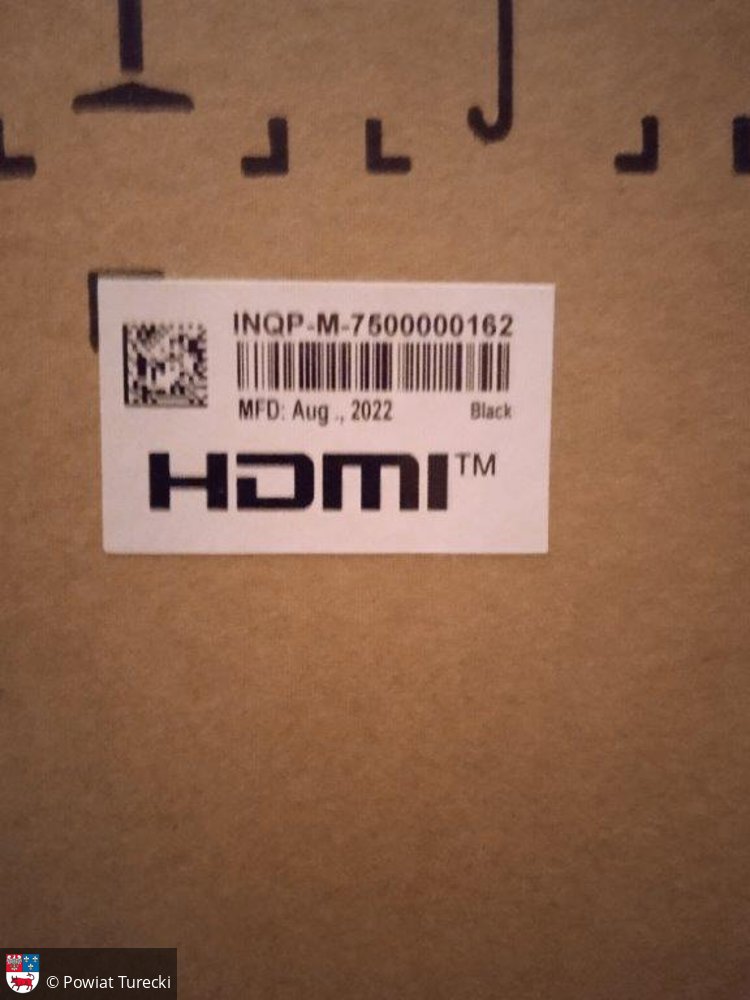 INQP-M-7500000162
MFD: Aug ., 2022 Black
HDMI™
© Powiat Turecki